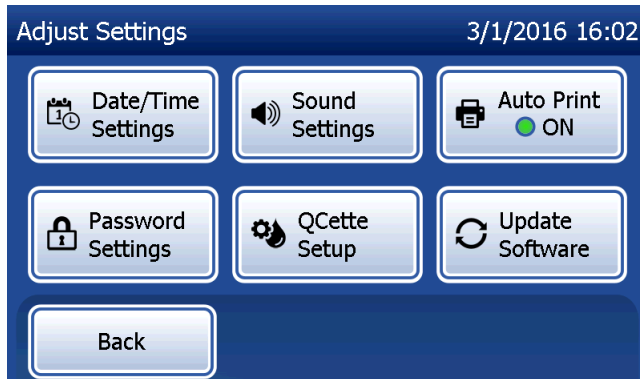 Adjust Settings 3/1/2016 16:02
Date/Time
Settings
Sound
Settings
Auto Print
ON
Password
Settings
QCette
Setup
Update
Software
Back